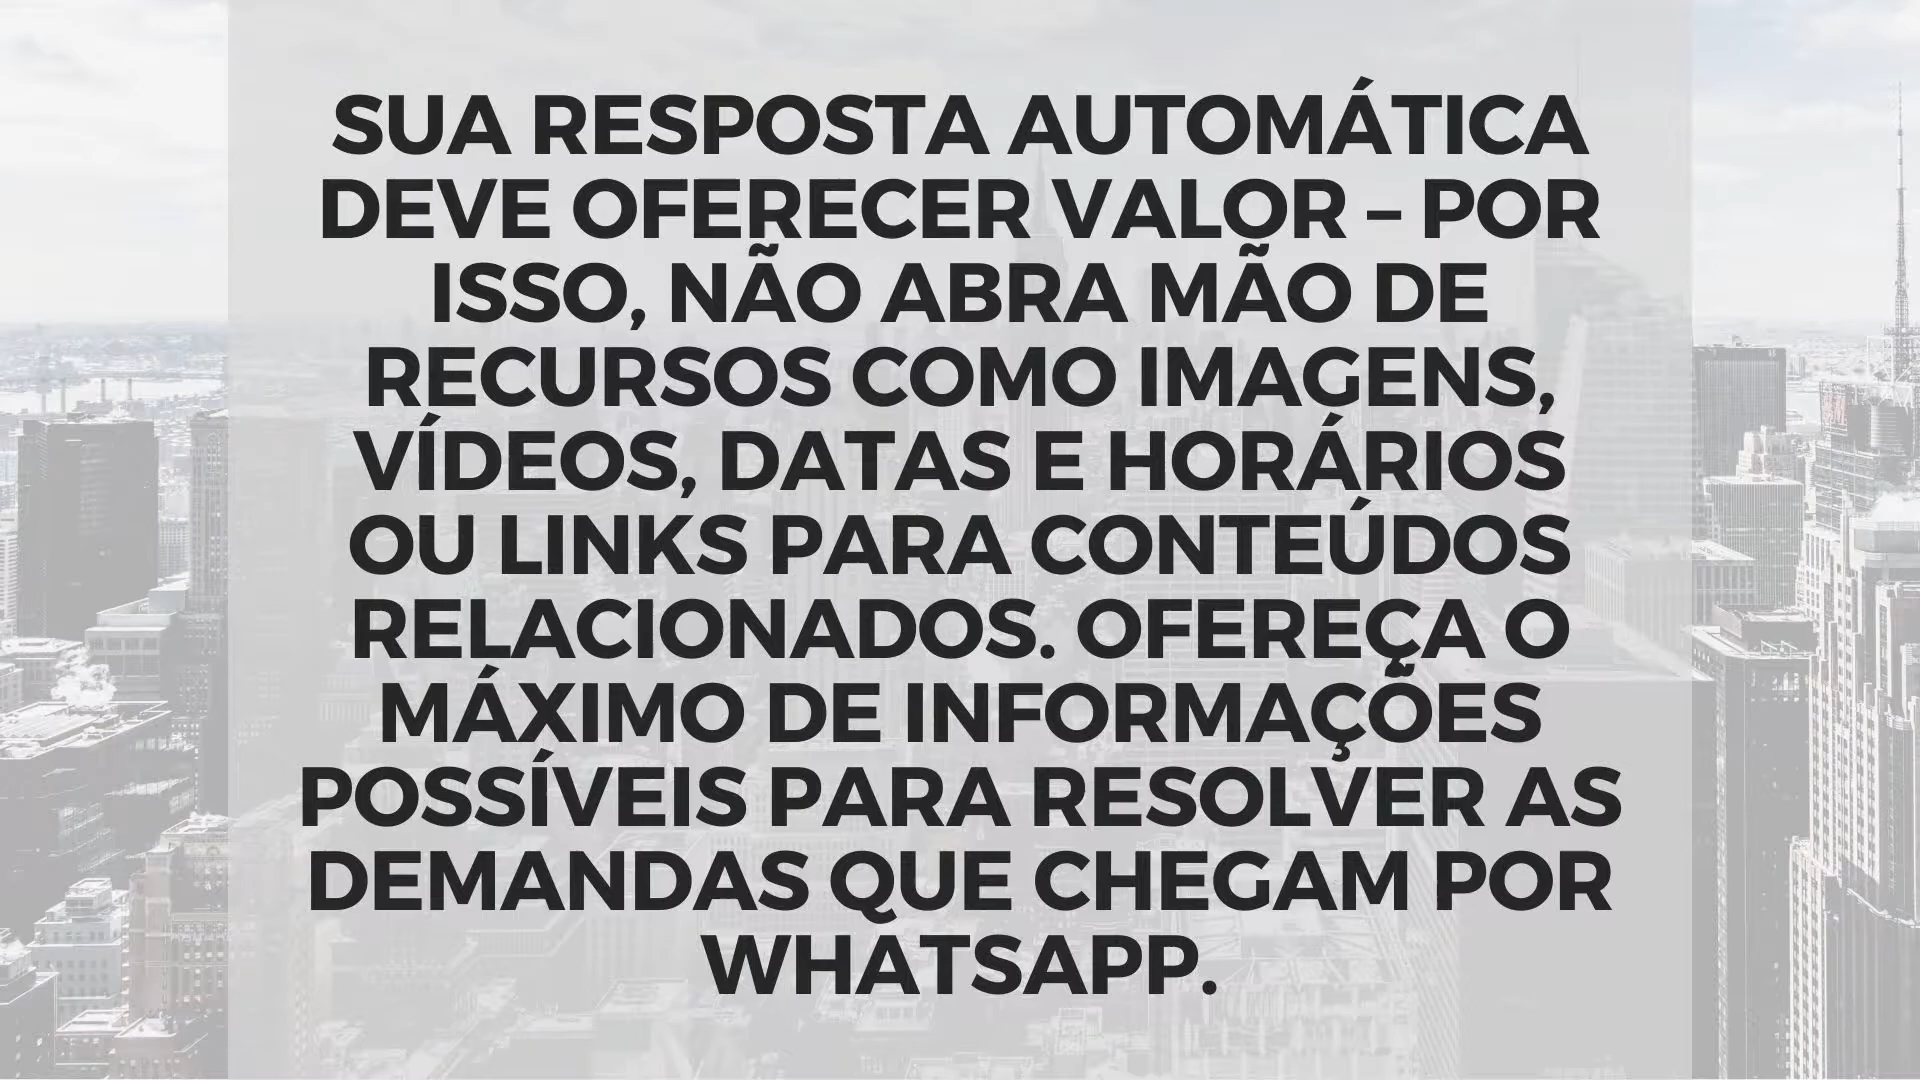 SUA RESPOSTA AUTOMÁTICA
DEVE OFERECER VALOR – POR
ISSO, NÃO ABRA MÃO DE
RECURSOS COMO IMAGENS,
VÍDEOS, DATAS E HORÁRIOS
OU LINKS PARA CONTEÚDOS
RELACIONADOS. OFEREÇA O
MÁXIMO DE INFORMAÇÕES
POSSÍVEIS PARA RESOLVER AS
DEMANDAS QUE CHEGAM POR
WHATSAPP.